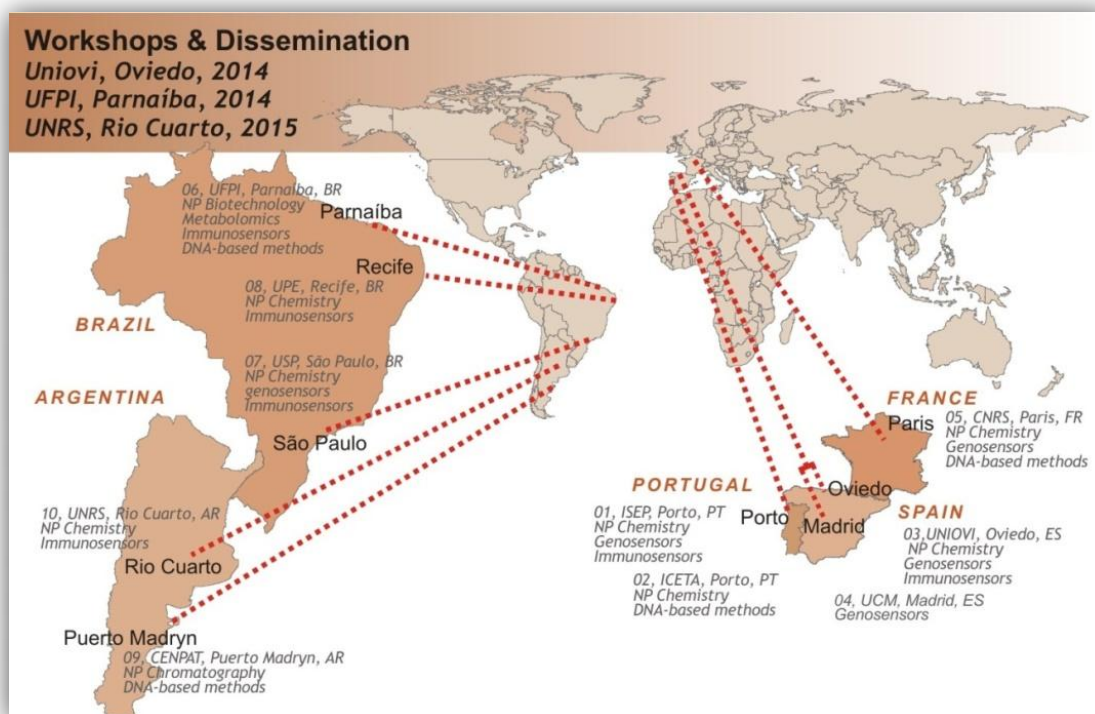 Workshops & Dissemination
Uniovi, Oviedo, 2014
UFPI, Parnaíba, 2014
UNRS, Rio Cuarto, 2015
06, UFPI, Parnaíba, BR
NP Biotechnology
Metabolomics
Immunosensors
DNA-based methods
Parnaíba
Recife
08, UPE, Recife, BR
NP Chemistry
Immunosensors
BRAZIL
07, USP, São Paulo, BR
NP Chemistry
genosensors
Immunosensors
São Paulo
ARGENTINA
10, UNRS, Rio Cuarto, AR
NP Chemistry
Immunosensors
Rio Cuarto
Puerto Madryn
09, CENPAT, Puerto Madryn, AR
NP Chromatography
DNA-based methods
FRANCE
Paris
05, CNRS, Paris, FR
NP Chemistry
Genosensors
DNA-based methods
PORTUGAL
Porto
01, ISEP, Porto, PT
NP Chemistry
Genosensors
Immunosensors
02, ICETA, Porto, PT
NP Chemistry
DNA-based methods
Oviedo
Madrid
SPAIN
03,UNIOVI, Oviedo, ES
NP Chemistry
Genosensors
Immunosensors
04, UCM, Madrid, ES
Genosensors